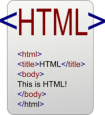 <HTML>
<html>
<title>HTML</title>
<body>
This is HTML!
</body>
</html>